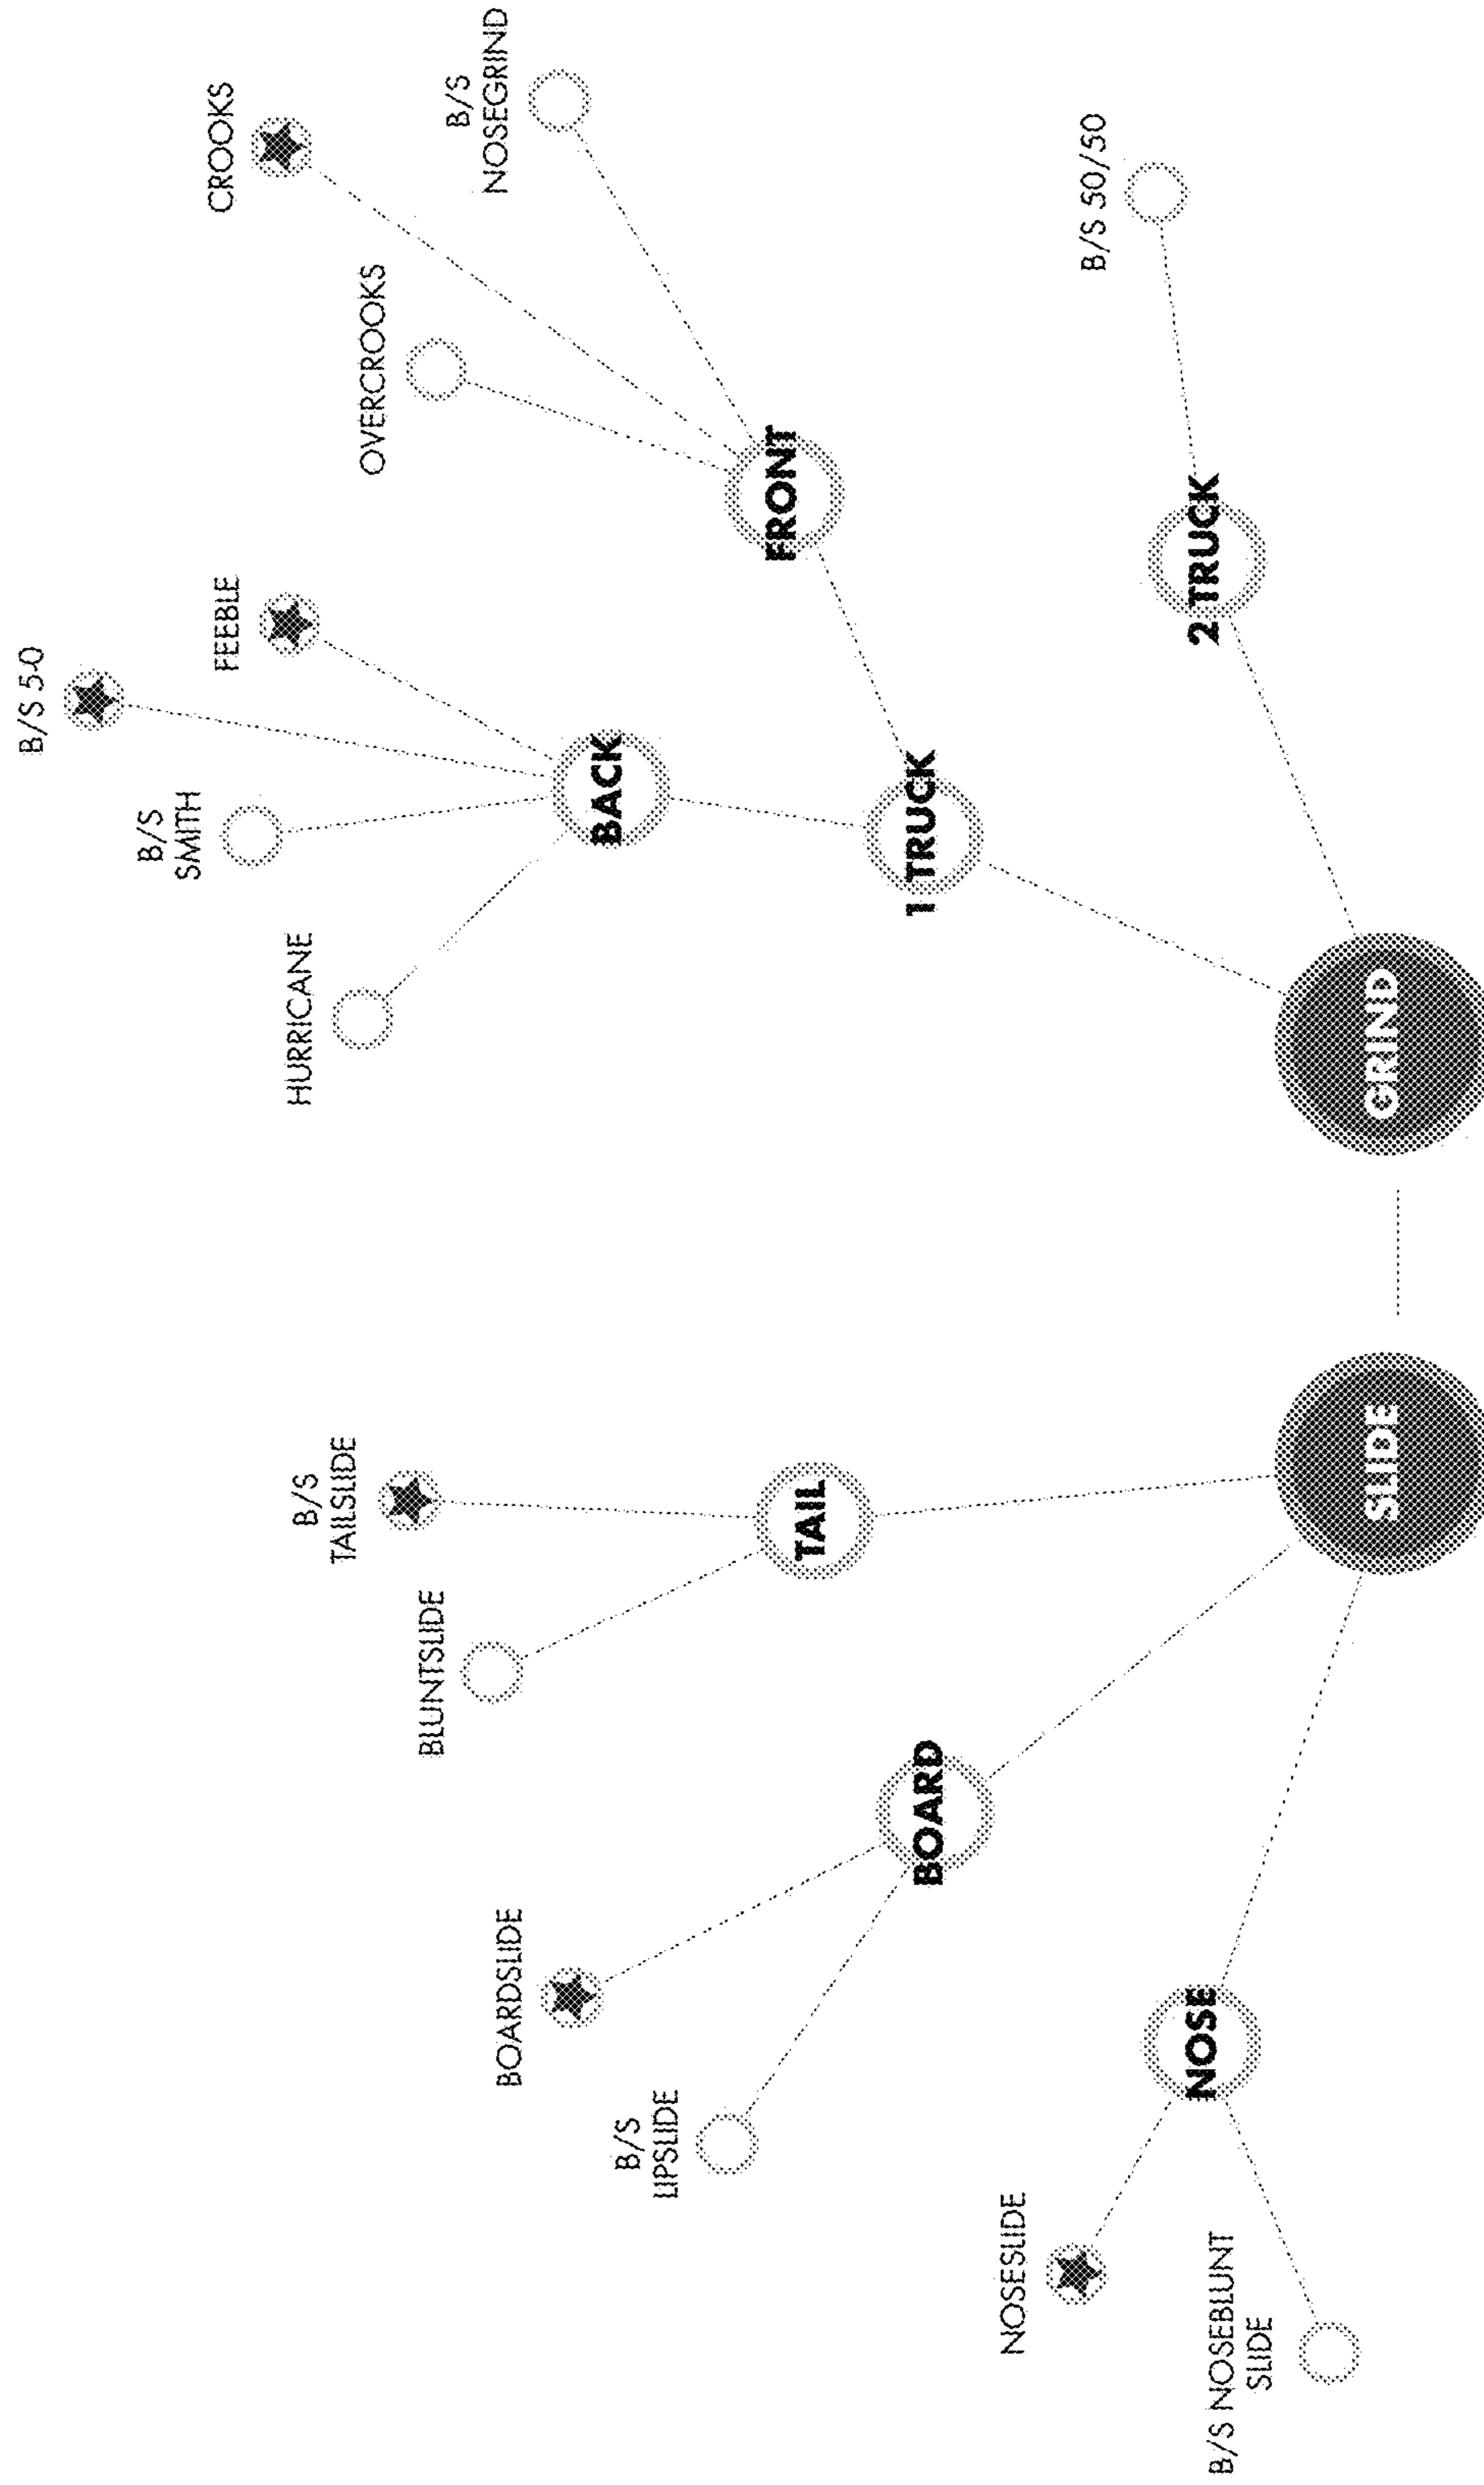 B/S NOSEBLUNT
SLIDE
NOSESLIDE
NOSE
B/S
LIPSLIDE
BOARDSLIDE
BOARD
BLUNTSLIDE
B/S
TAILSLIDE
TAIL
SLIDE
GRIND
HURRICANE
B/S
SMITH
B/S 5-0
FEEBLE
BACK
1 TRUCK
OVERCROOKS
CROOKS
B/S
NOSEGRIND
FRONT
2 TRUCK
B/S 50/50